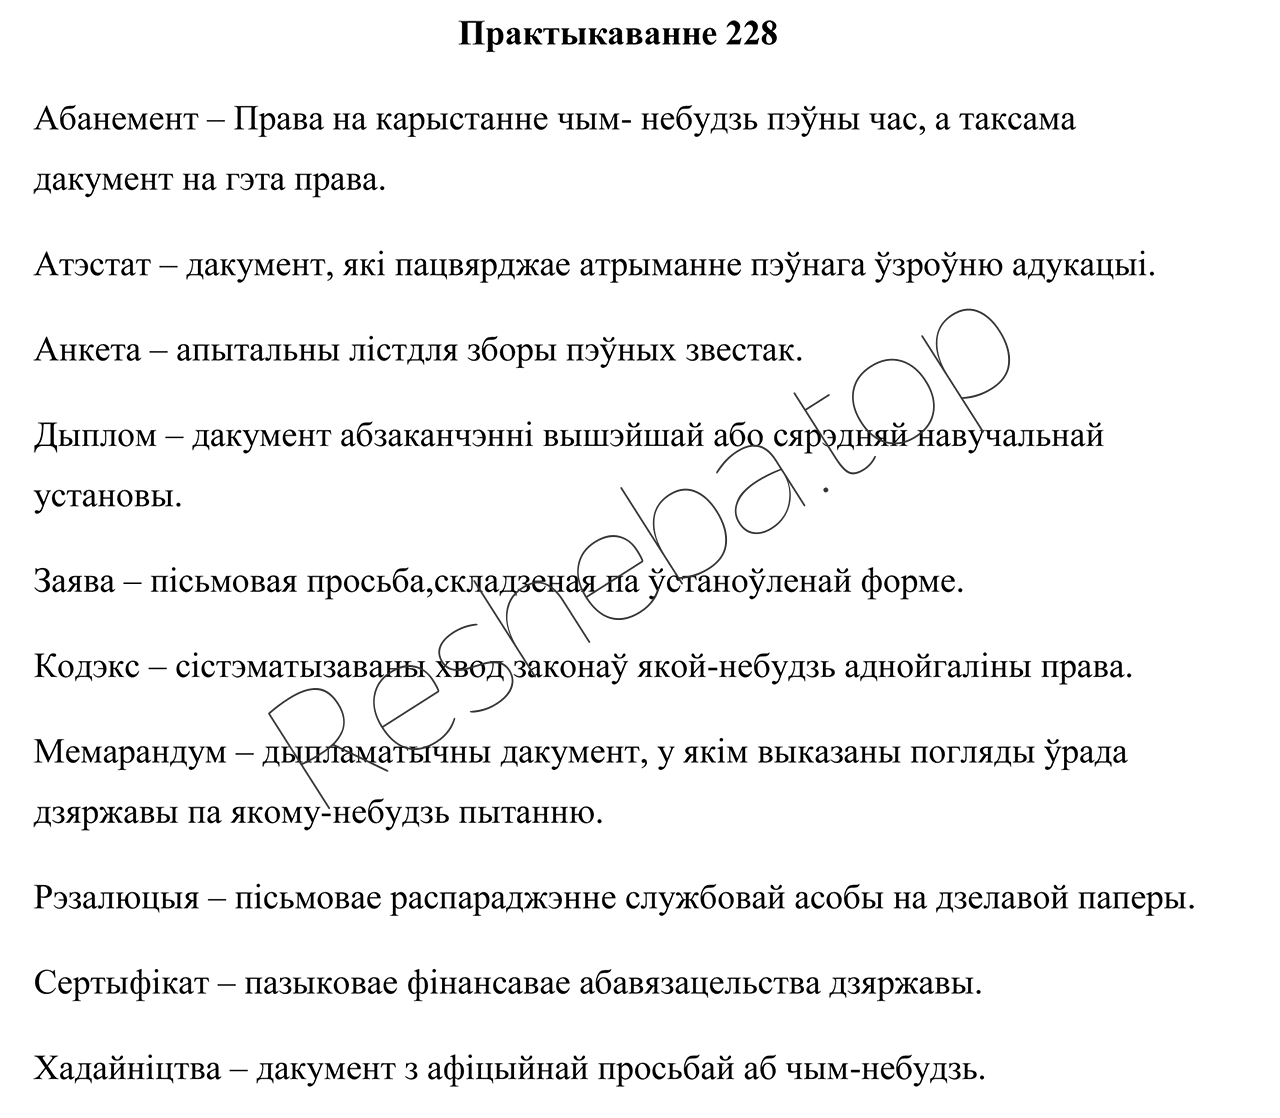 Практыкаванне 228
Абанемент – Права на карыстанне чым- небудзь пэўны час, а таксама
дакумент на гэта права.
Атэстат – дакумент, які пацвярджае атрыманне пэўнага ўзроўню адукацыі.
Анкета – апытальны лістдля зборы пэўных звестак.
Дыплом – дакумент абзаканчэнні вышэйшай або сярэдняй навучальнай
установы.
Заява – пісьмовая просьба,складзеная па ўстаноўленай форме.
Кодэкс – сістэматызаваны хвод законаў якой-небудзь аднойгаліны права.
Мемарандум – дыпламатычны дакумент, у якім выказаны погляды ўрада
дзяржавы па якому-небудзь пытанню.
Рэзалюцыя – пісьмовае распараджэнне службовай асобы на дзелавой паперы.
Сертыфікат – пазыковае фінансавае абавязацельства дзяржавы.
Хадайніцтва – дакумент з афіцыйнай просьбай аб чым-небудзь.
Resheba.top